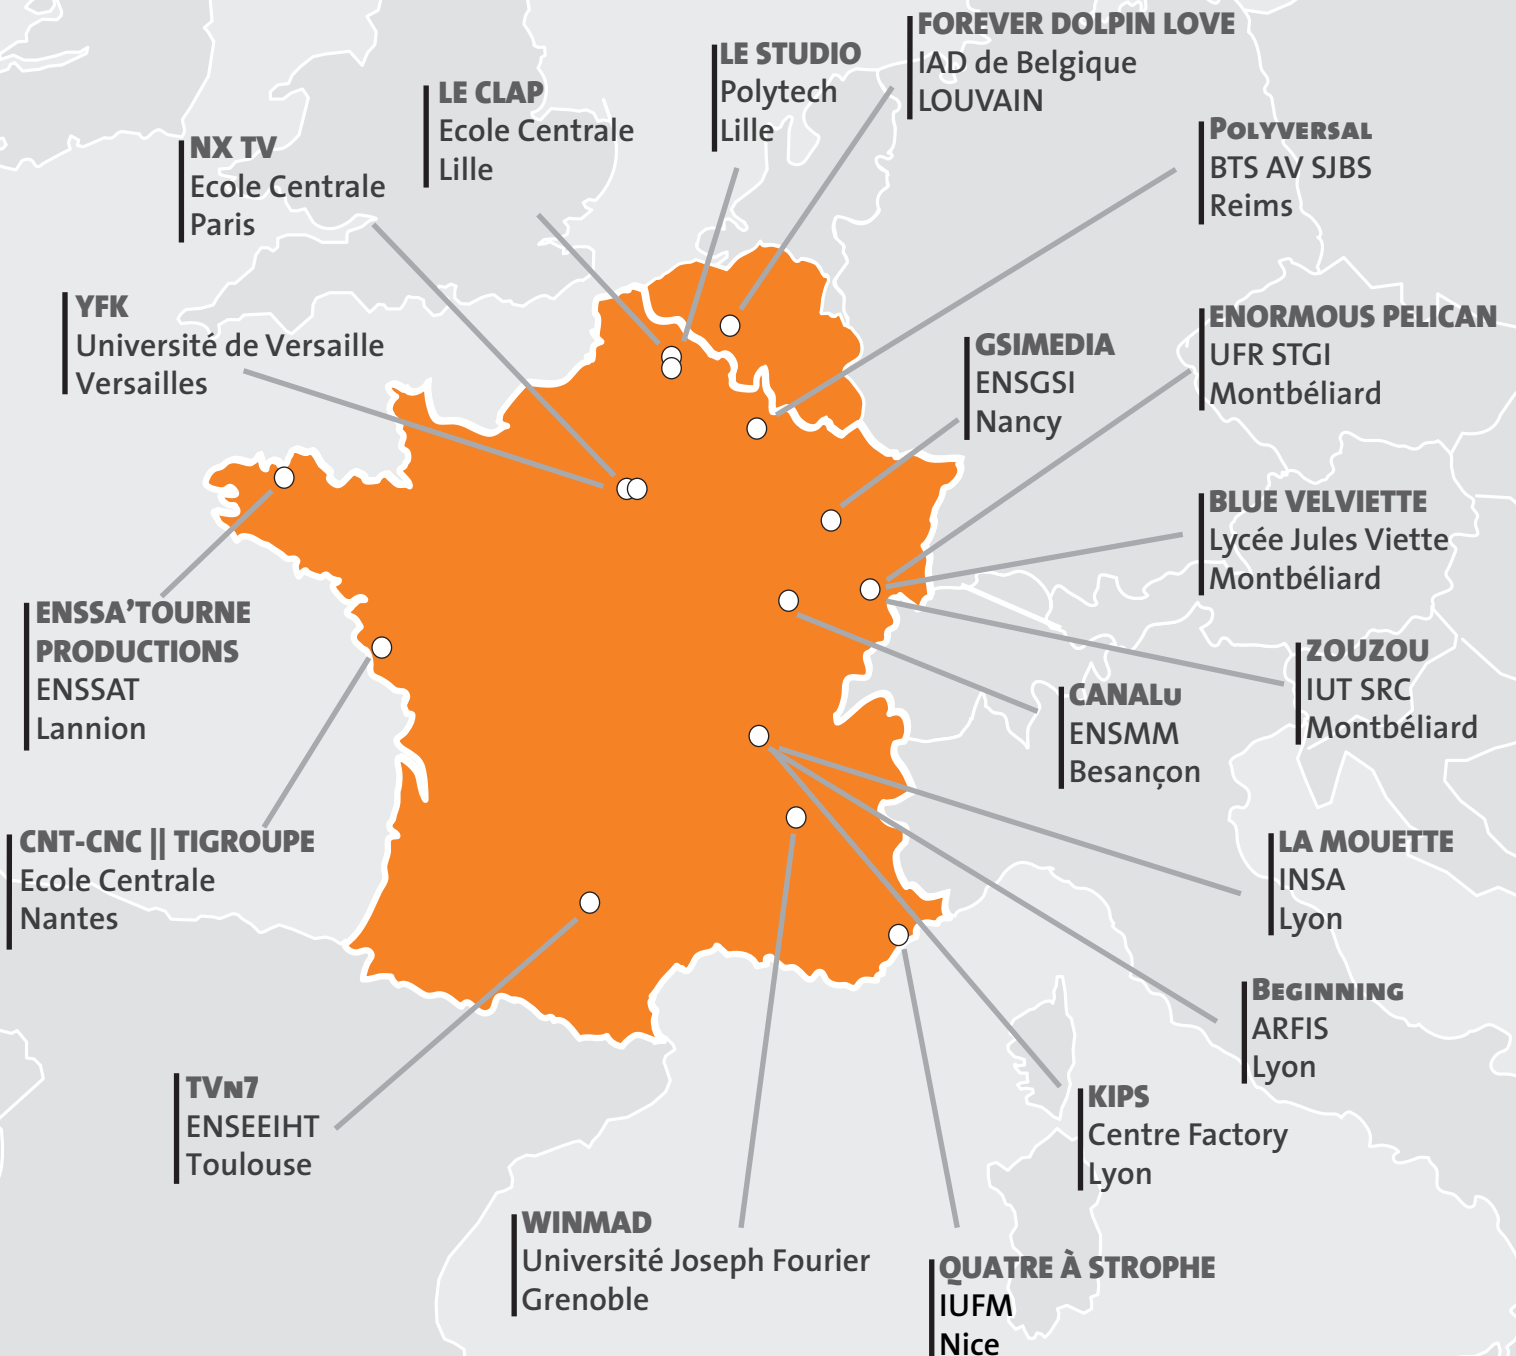 FOREVER DOLPIN LOVE
IAD de Belgique
LOUVAIN
LE STUDIO
Polytech
Lille
LE CLAP
Ecole Centrale
Lille
NX TV
Ecole Centrale
Paris
POLYVERSAL
BTS AV SJBS
Reims
YFK
Université de Versaille
Versailles
GSIMEDIA
ENSGSI
Nancy
ENORMOUS PELICAN
UFR STGI
Montbéliard
BLUE VELVIETTE
Lycée Jules Viette
Montbéliard
ENSSA’TOURNE
PRODUCTIONS
ENSSAT
Lannion
ZOUZOU
IUT SRC
Montbéliard
CANALU
ENSMM
Besançon
CNT-CNC || TIGROUPE
Ecole Centrale
Nantes
LA MOUETTE
INSA
Lyon
BEGINNING
ARFIS
Lyon
TVN7
ENSEEIHT
Toulouse
KIPS
Centre Factory
Lyon
WINMAD
Université Joseph Fourier
Grenoble
QUATRE À STROPHE
IUFM
Nice